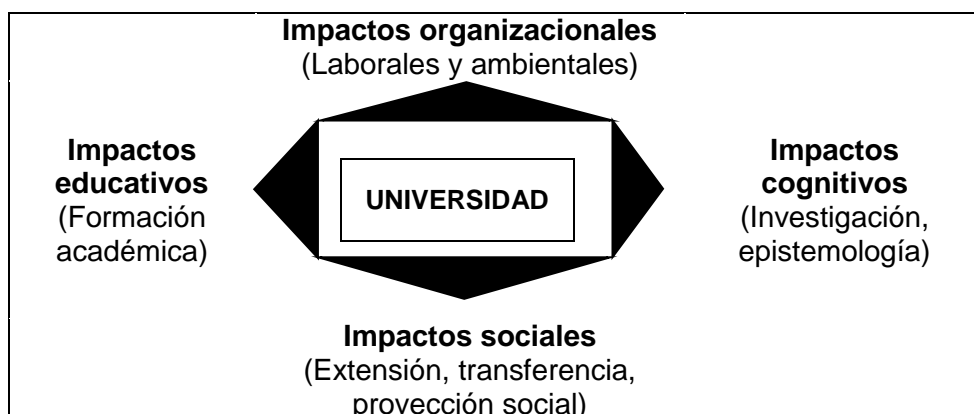 Impactos organizacionales
(Laborales y ambientales)
Impactos
educativos
(Formación
académica)
UNIVERSIDAD
Impactos
cognitivos
(Investigación,
epistemología)
Impactos sociales
(Extensión, transferencia,
proyección social)